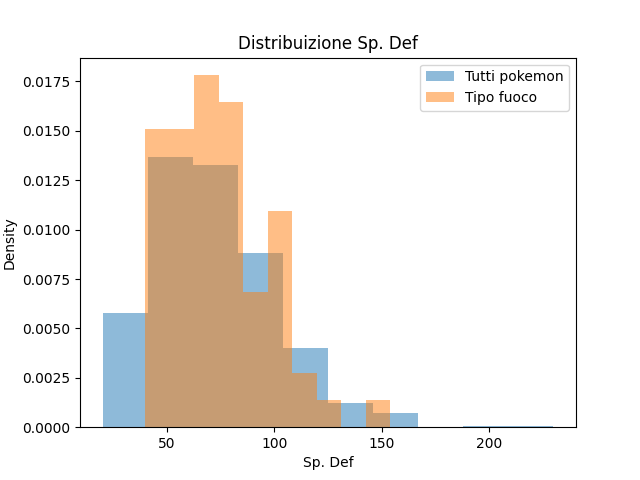 Distribuizione Sp. Def
Tutti pokemon
Tipo fuoco
0.0175
0.0150
0.0125
0.0100
0.0075
0.0050
0.0025
0.0000
Density
50
100
150
200
Sp. Def